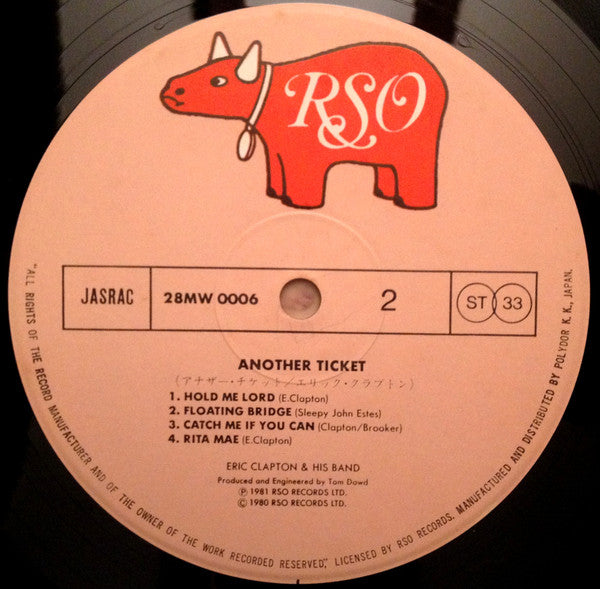 RSO
JASRAC
28MW 0006
2
ST 33
ANOTHER TICKET
(アナザー・チケット/エリック・クラプトン)
1. HOLD ME LORD (E.Clapton)
2. FLOATING BRIDGE (Sleepy John Estes)
3. CATCH ME IF YOU CAN (Clapton/Brooker)
4. RITA MAE (E.Clapton)
ERIC CLAPTON & HIS BAND
Produced and Engineered by Tom Dowd
Ⓟ 1981 RSO RECORDS LTD.
© 1980 RSO RECORDS LTD.
"ALL RIGHTS OF THE RECORD MANUFACTURER AND OF THE OWNER OF THE WORK RECORDED RESERVED," LICENSED BY RSO RECORDS. MANUFACTURED AND DISTRIBUTED BY POLYDOR K. K., JAPAN.